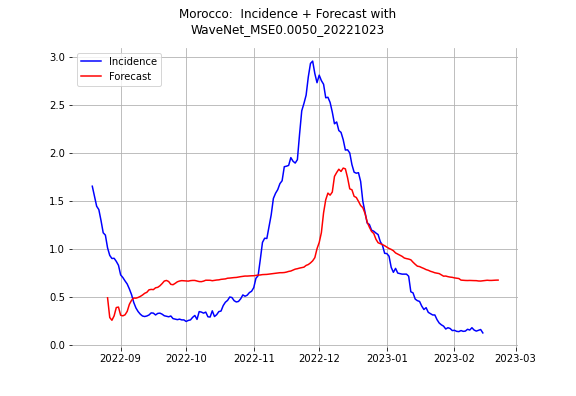 Morocco:  Incidence + Forecast with
WaveNet_MSE0.0050_20221023
Incidence
Forecast
3.0
2.5
2.0
1.5
1.0
0.5
0.0
2022-09 2022-10 2022-11 2022-12 2023-01 2023-02 2023-03